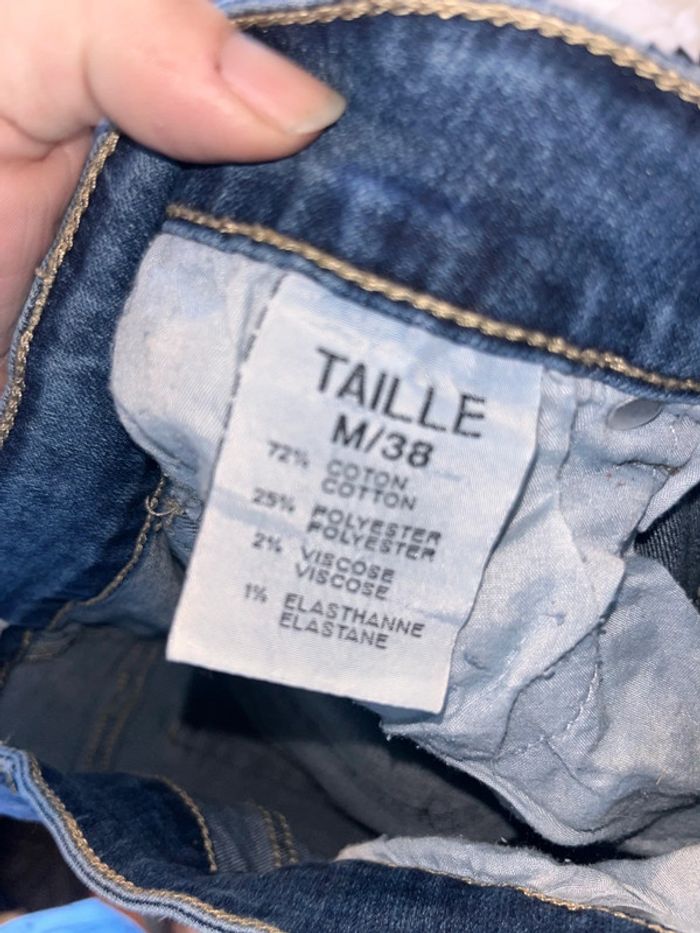 TAILLE
M/38
72% COTON
COTTON
25% POLYESTER
POLYESTER
2% VISCOSE
VISCOSE
1% ELASTHANNE
ELASTANE